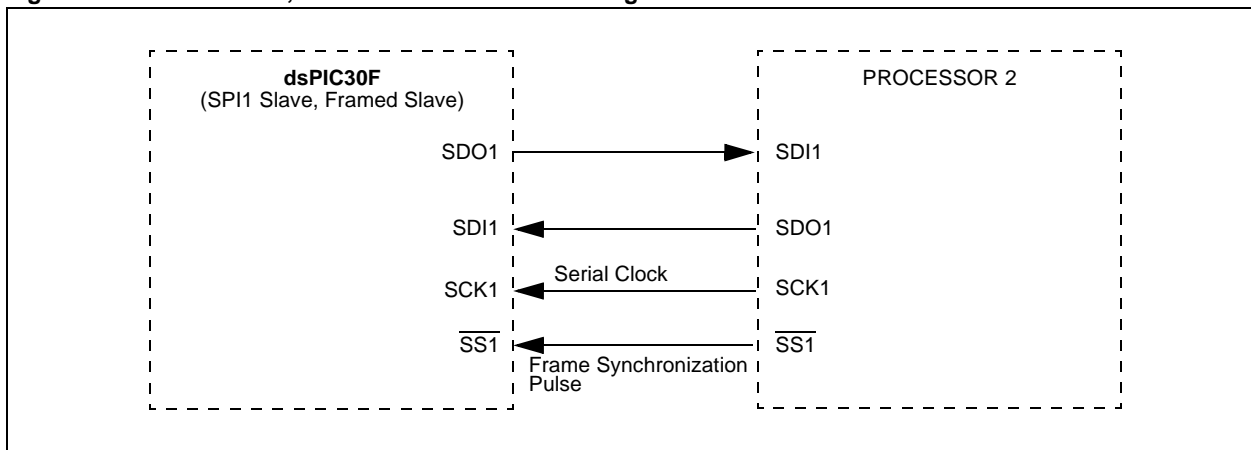 dsPIC30F
(SPI1 Slave, Framed Slave)
PROCESSOR 2
SDO1
SDI1
SDI1
SDO1
Serial Clock
SCK1
SCK1
SS1
SS1
Frame Synchronization
Pulse